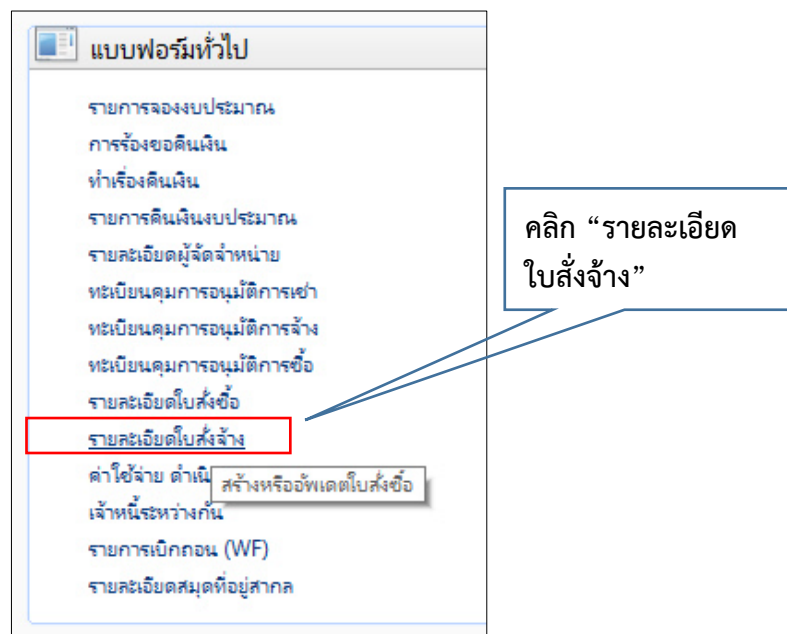 แบบฟอร์มทั่วไป
รายการจองงบประมาณ
การร้องขอคืนเงิน
ทำเรื่องคืนเงิน
รายการคืนเงินงบประมาณ
รายละเอียดผู้จัดจำหน่าย
ทะเบียนคุมการอนุมัติการเช่า
ทะเบียนคุมการอนุมัติการจ้าง
ทะเบียนคุมการอนุมัติการซื้อ
รายละเอียดใบสั่งซื้อ
รายละเอียดใบสั่งจ้าง
ค่าใช้จ่าย ดำเนิ
สร้างหรืออัพเดตใบสั่งซื้อ
เจ้าหนี้ระหว่างกัน
รายการเบิกถอน (WF)
รายละเอียดสมุดที่อยู่สากล
คลิก “รายละเอียด
ใบสั่งจ้าง”